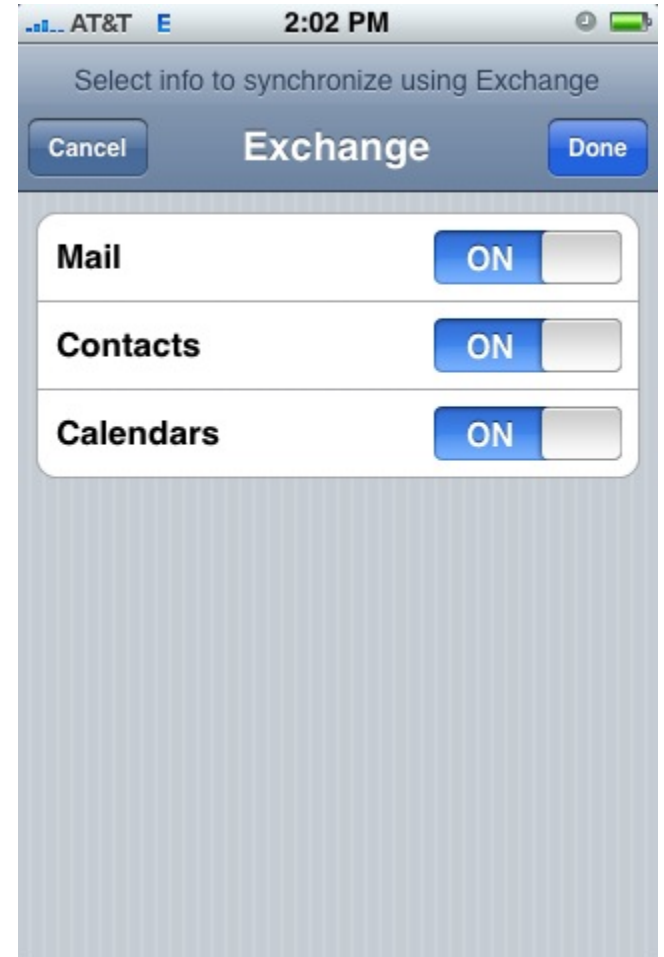 AT&T E 2:02 PM
Select info to synchronize using Exchange
Cancel Exchange Done
Mail ON
Contacts ON
Calendars ON